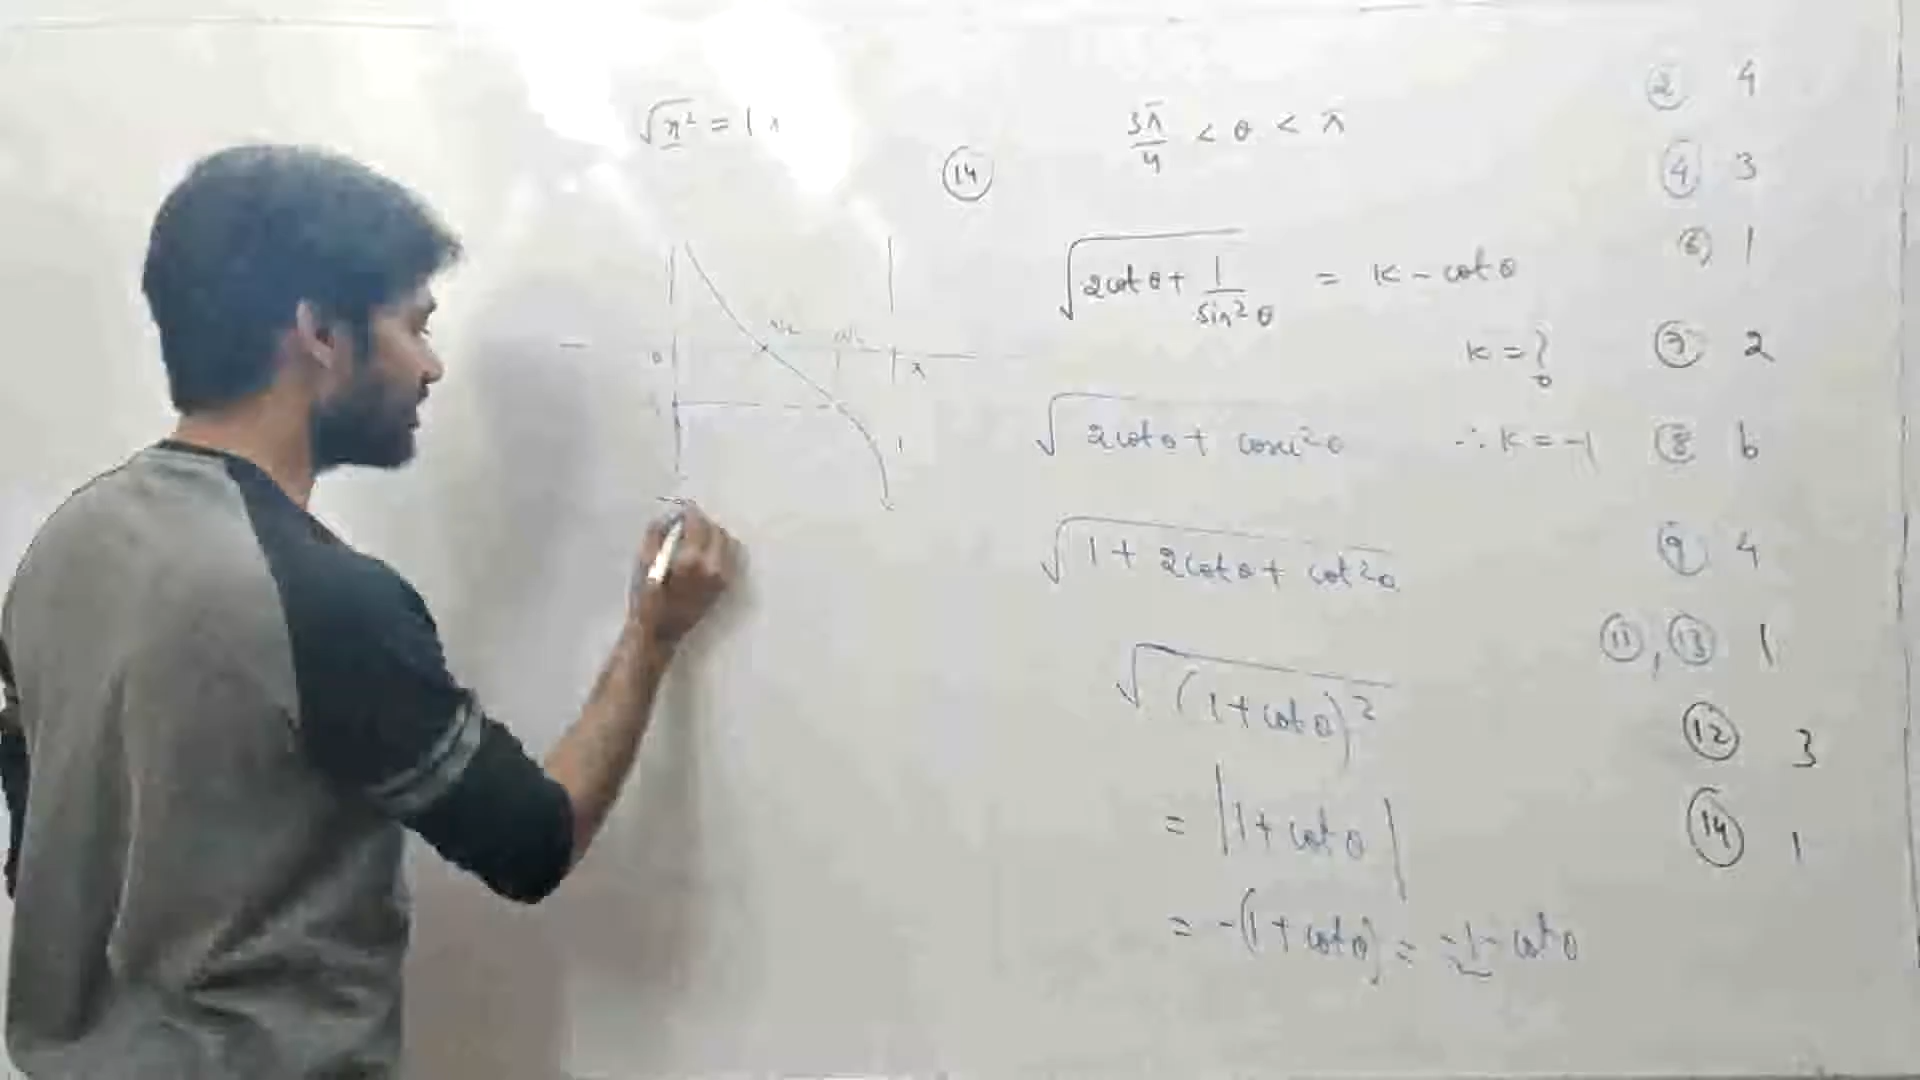 √x² = |x
⑭
3π/4 < θ < π
√(2cotθ + 1/sin²θ) = K - cotθ
K = ?
√(2cotθ + cosec²θ
∴ K = -1
√(1 + 2cotθ + cot²θ
√(1+cotθ)²
= |1+cotθ|
= -(1+cotθ) = -1-cotθ
0
π
② 4
④ 3
1
⑦ 2
⑧ 6
⑨ 4
⑪, ⑬ 1
⑫ 3
⑭ 1